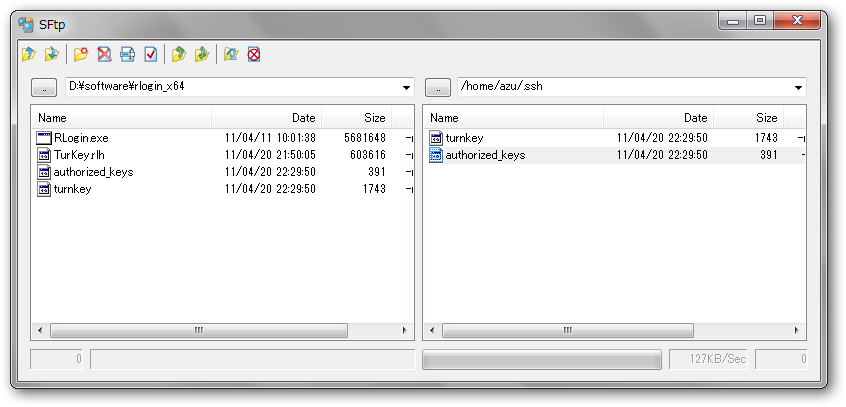 SFtp
.. D:¥software¥rlogin_x64 .. /home/azu/.ssh
Name Date Size Name Date Size
RLogin.exe 11/04/11 10:01:38 5681648 turnkey 11/04/20 22:29:50 1743
TurKey.rlh 11/04/20 21:50:05 603616 authorized_keys 11/04/20 22:29:50 391
authorized_keys 11/04/20 22:29:50 391
turnkey 11/04/20 22:29:50 1743
0 127KB/Sec 0